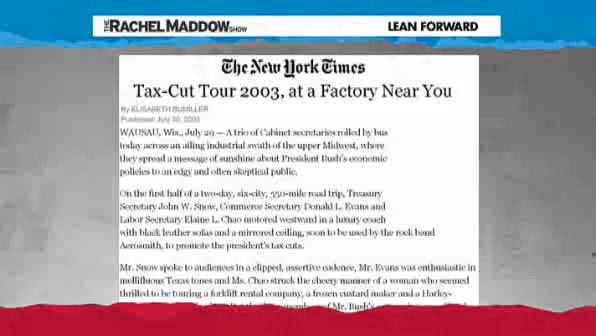 THE RACHEL MADDOW SHOW
LEAN FORWARD
The New York Times
Tax-Cut Tour 2003, at a Factory Near You
By ELISABETH BUMILLER
Published: July 30, 2003
WAUSAU, Wis., July 29 — A trio of Cabinet secretaries rolled by bus
today across an ailing industrial swath of the upper Midwest, where
they spread a message of sunshine about President Bush's economic
policies to an edgy and often skeptical public.
On the first half of a two-day, six-city, 550-mile road trip, Treasury
Secretary John W. Snow, Commerce Secretary Donald L. Evans and
Labor Secretary Elaine L. Chao motored westward in a luxury coach
with black leather sofas and a mirrored ceiling, soon to be used by the rock band
Aerosmith, to promote the president's tax cuts.
Mr. Snow spoke to audiences in a clipped, assertive cadence, Mr. Evans was enthusiastic in
mellifluous Texas tones and Ms. Chao struck the cheery manner of a woman who seemed
thrilled to be touring a forklift rental company, a frozen custard maker and a Harley-
of Mr. Bush's